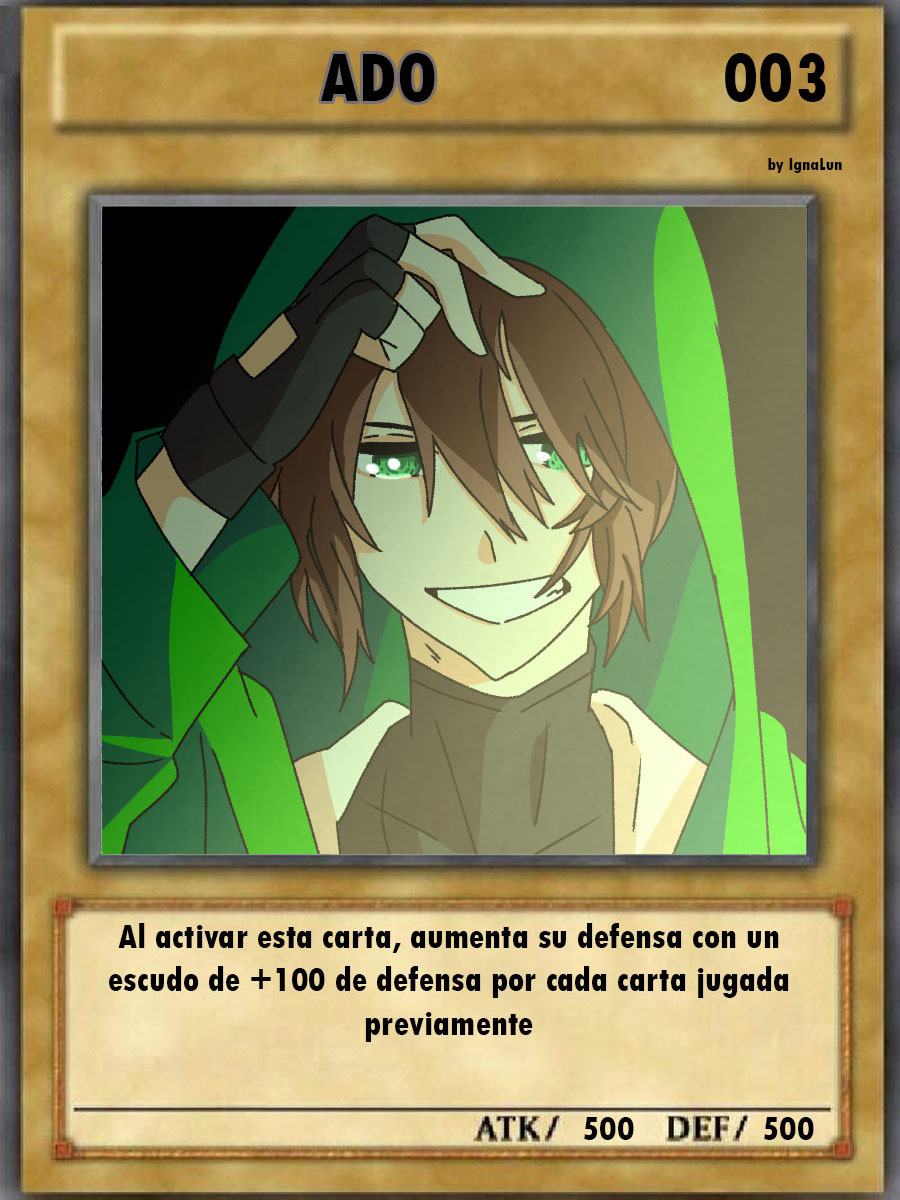 ADO 003
by IgnaLun
Al activar esta carta, aumenta su defensa con un
escudo de +100 de defensa por cada carta jugada
previamente
ATK/ 500 DEF/ 500